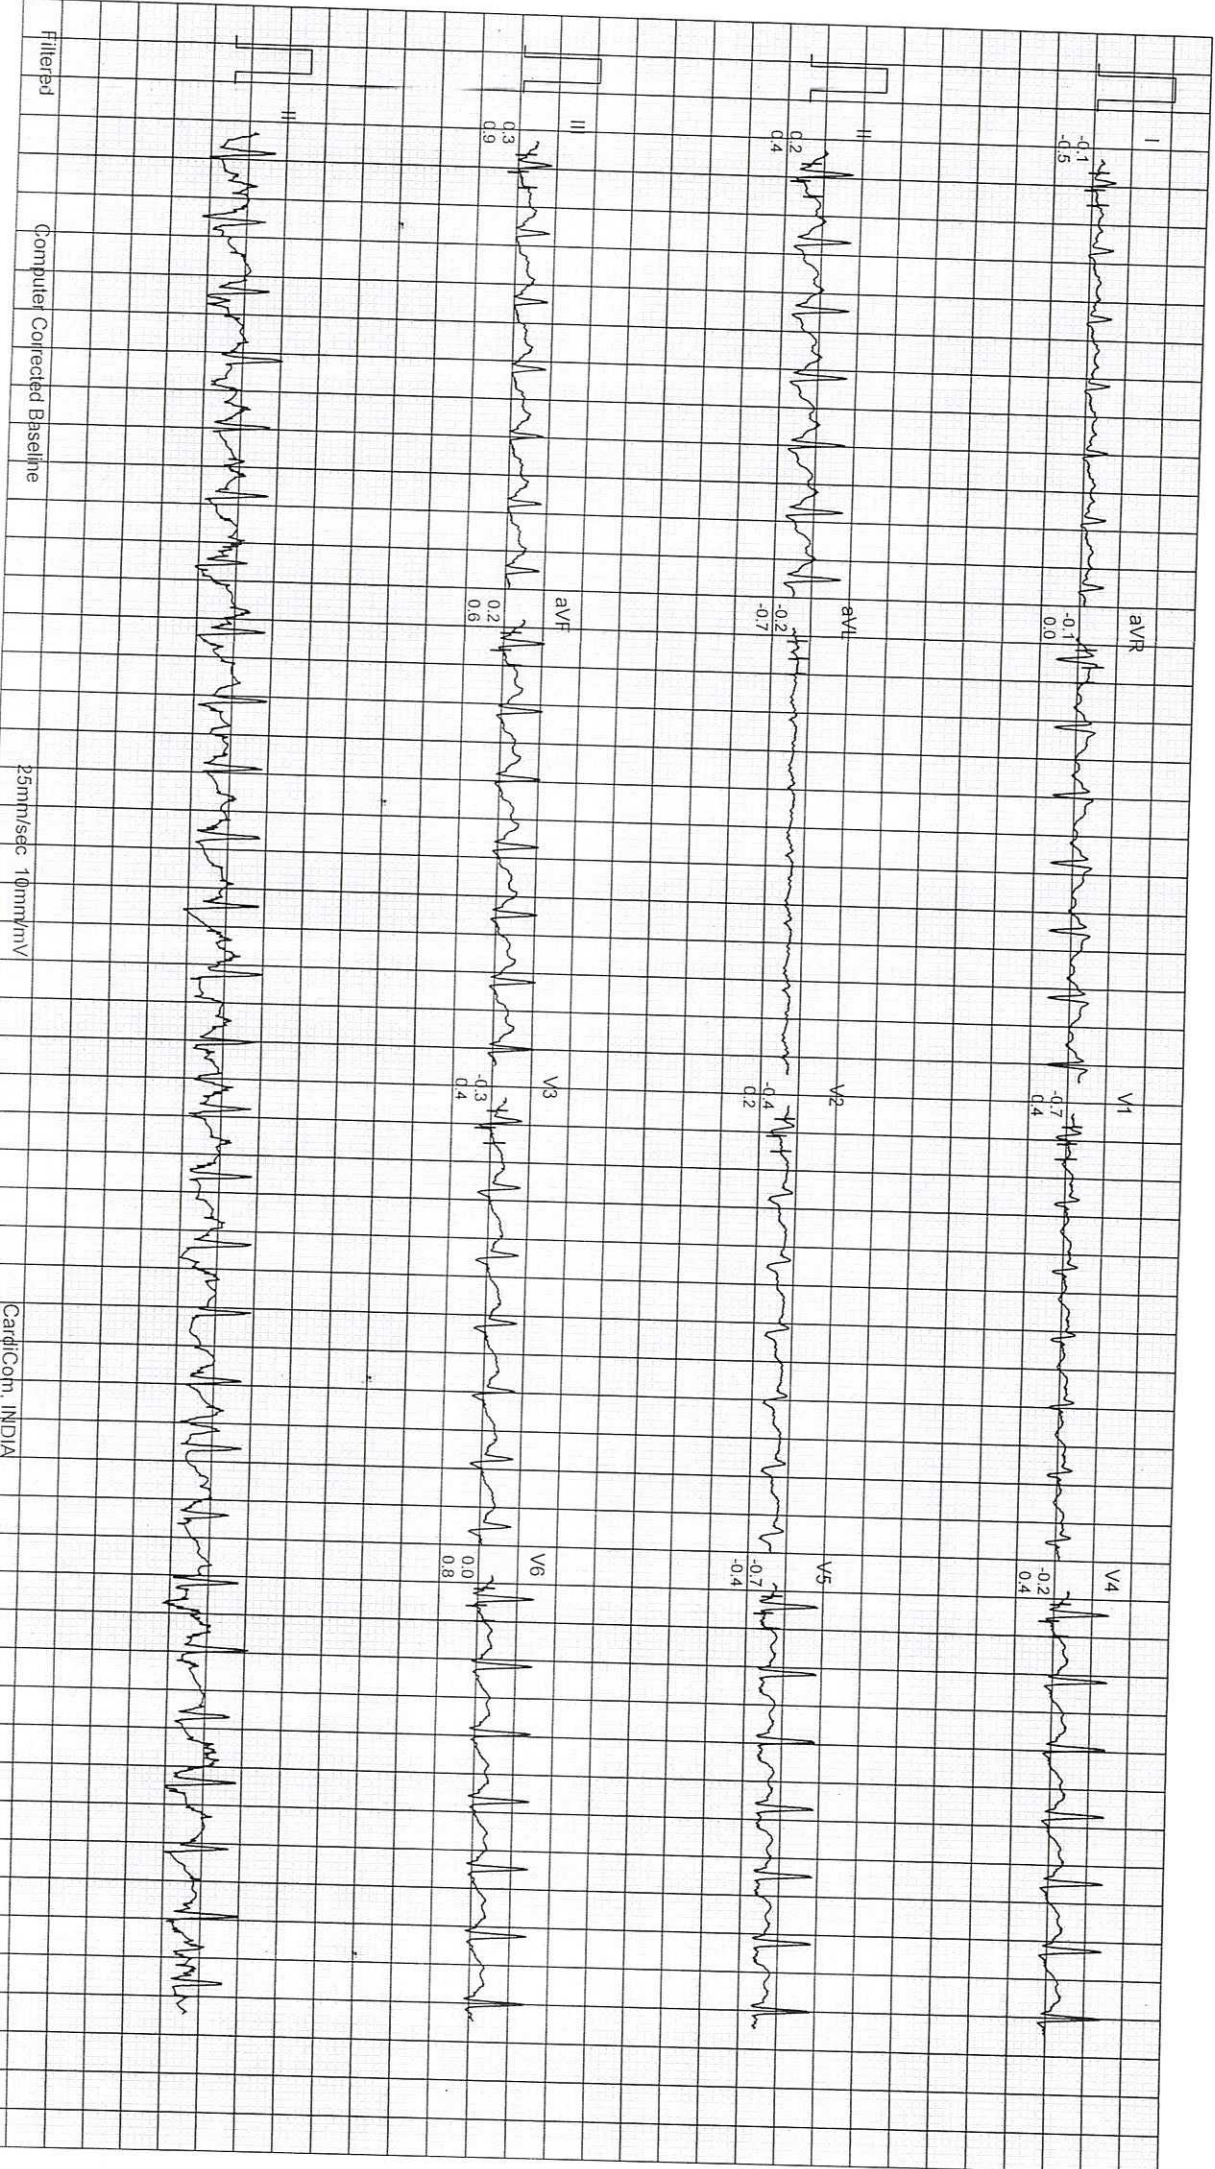 I
-0.1
-0.5
aVR
-0.1
0.0
V1
-0.7
0.4
V4
-0.2
0.4
II
0.2
0.4
aVL
-0.2
-0.7
V2
-0.4
0.2
V5
-0.7
-0.4
III
0.3
0.9
aVF
0.2
0.6
V3
-0.3
0.4
V6
0.0
0.8
II
Filtered Computer Corrected Baseline 25mm/sec 10mm/mV CardiCom, INDIA